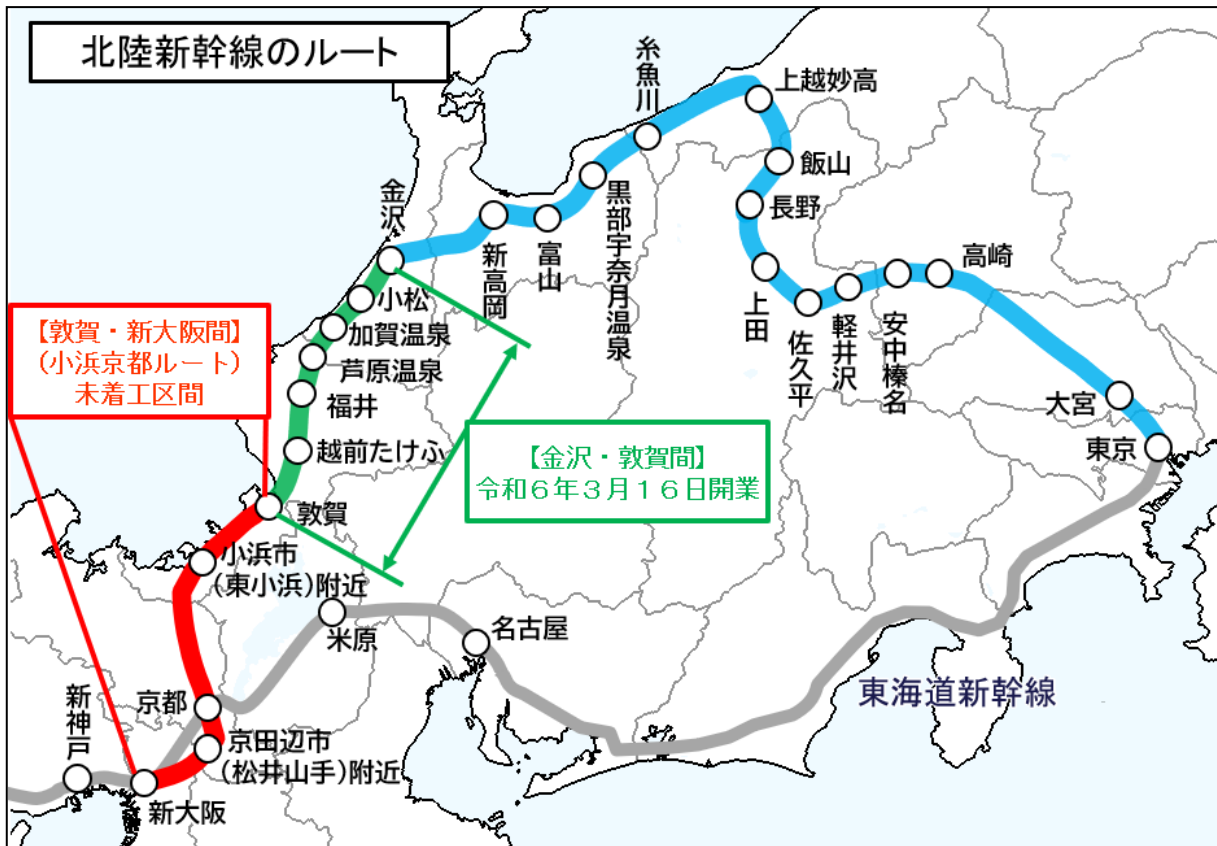 北陸新幹線のルート
糸魚川
上越妙高
飯山
長野
金沢
新高岡
富山
黒部宇奈月温泉
上田
佐久平
軽井沢
安中榛名
高崎
大宮
東京
小松
加賀温泉
芦原温泉
福井
越前たけふ
敦賀
【敦賀・新大阪間】
(小浜京都ルート)
未着工区間
【金沢・敦賀間】
令和６年３月１６日開業
小浜市
(東小浜)附近
米原
名古屋
東海道新幹線
京都
新神戸
京田辺市
(松井山手)附近
新大阪